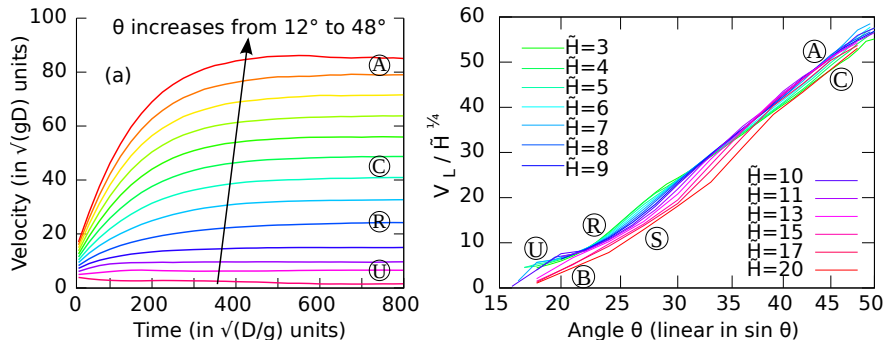 θ increases from 12° to 48°
(a)
Velocity (in √(gD) units)
100
80
60
40
20
0
A
C
R
U
0
200
400
600
800
Time (in √(D/g) units)
V L / H̃ ¼
60
50
40
30
20
10
0
H̃=3
H̃=4
H̃=5
H̃=6
H̃=7
H̃=8
H̃=9
A
C
R
U
S
B
H̃=10
H̃=11
H̃=13
H̃=15
H̃=17
H̃=20
15
20
25
30
35
40
45
50
Angle θ (linear in sin θ)